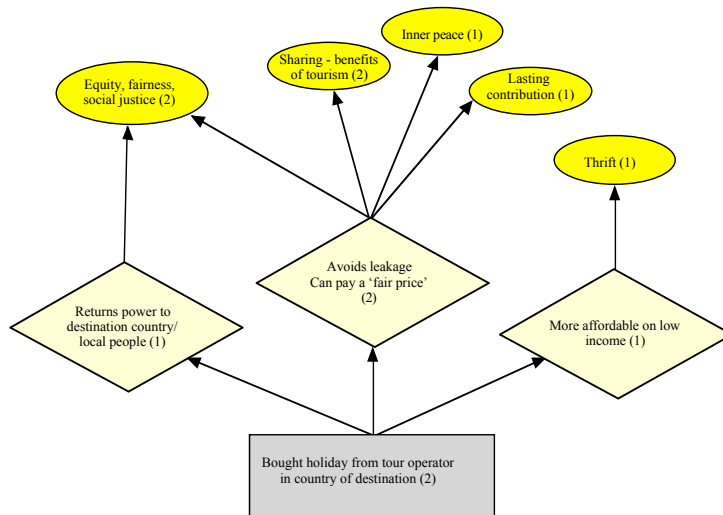 Inner peace (1)
Sharing - benefits
of tourism (2)
Equity, fairness,
social justice (2)
Lasting
contribution (1)
Thrift (1)
Avoids leakage
Can pay a ‘fair price’
(2)
Returns power to
destination country/
local people (1)
More affordable on low
income (1)
Bought holiday from tour operator
in country of destination (2)